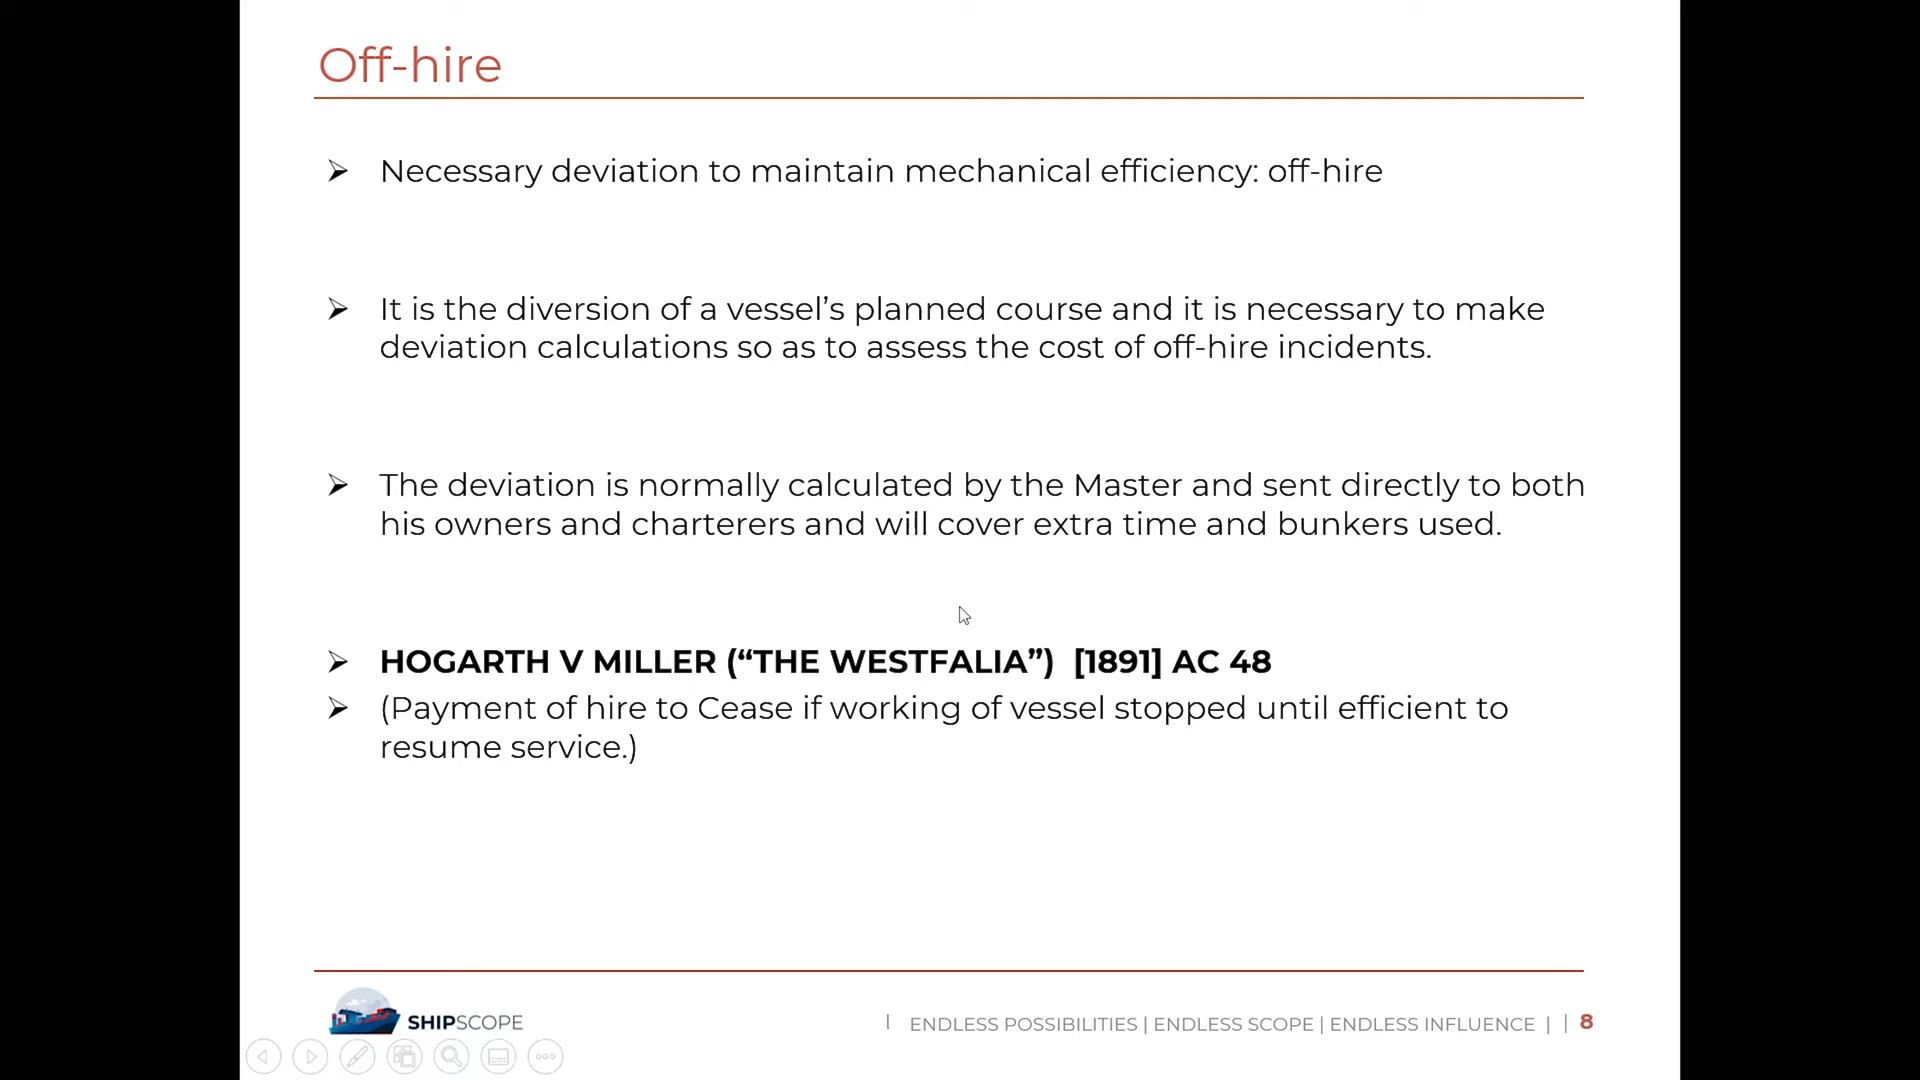 Off-hire
Necessary deviation to maintain mechanical efficiency: off-hire
It is the diversion of a vessel’s planned course and it is necessary to make
deviation calculations so as to assess the cost of off-hire incidents.
The deviation is normally calculated by the Master and sent directly to both
his owners and charterers and will cover extra time and bunkers used.
HOGARTH V MILLER (“THE WESTFALIA”) [1891] AC 48
(Payment of hire to Cease if working of vessel stopped until efficient to
resume service.)
SHIPSCOPE
| ENDLESS POSSIBILITIES | ENDLESS SCOPE | ENDLESS INFLUENCE | | 8